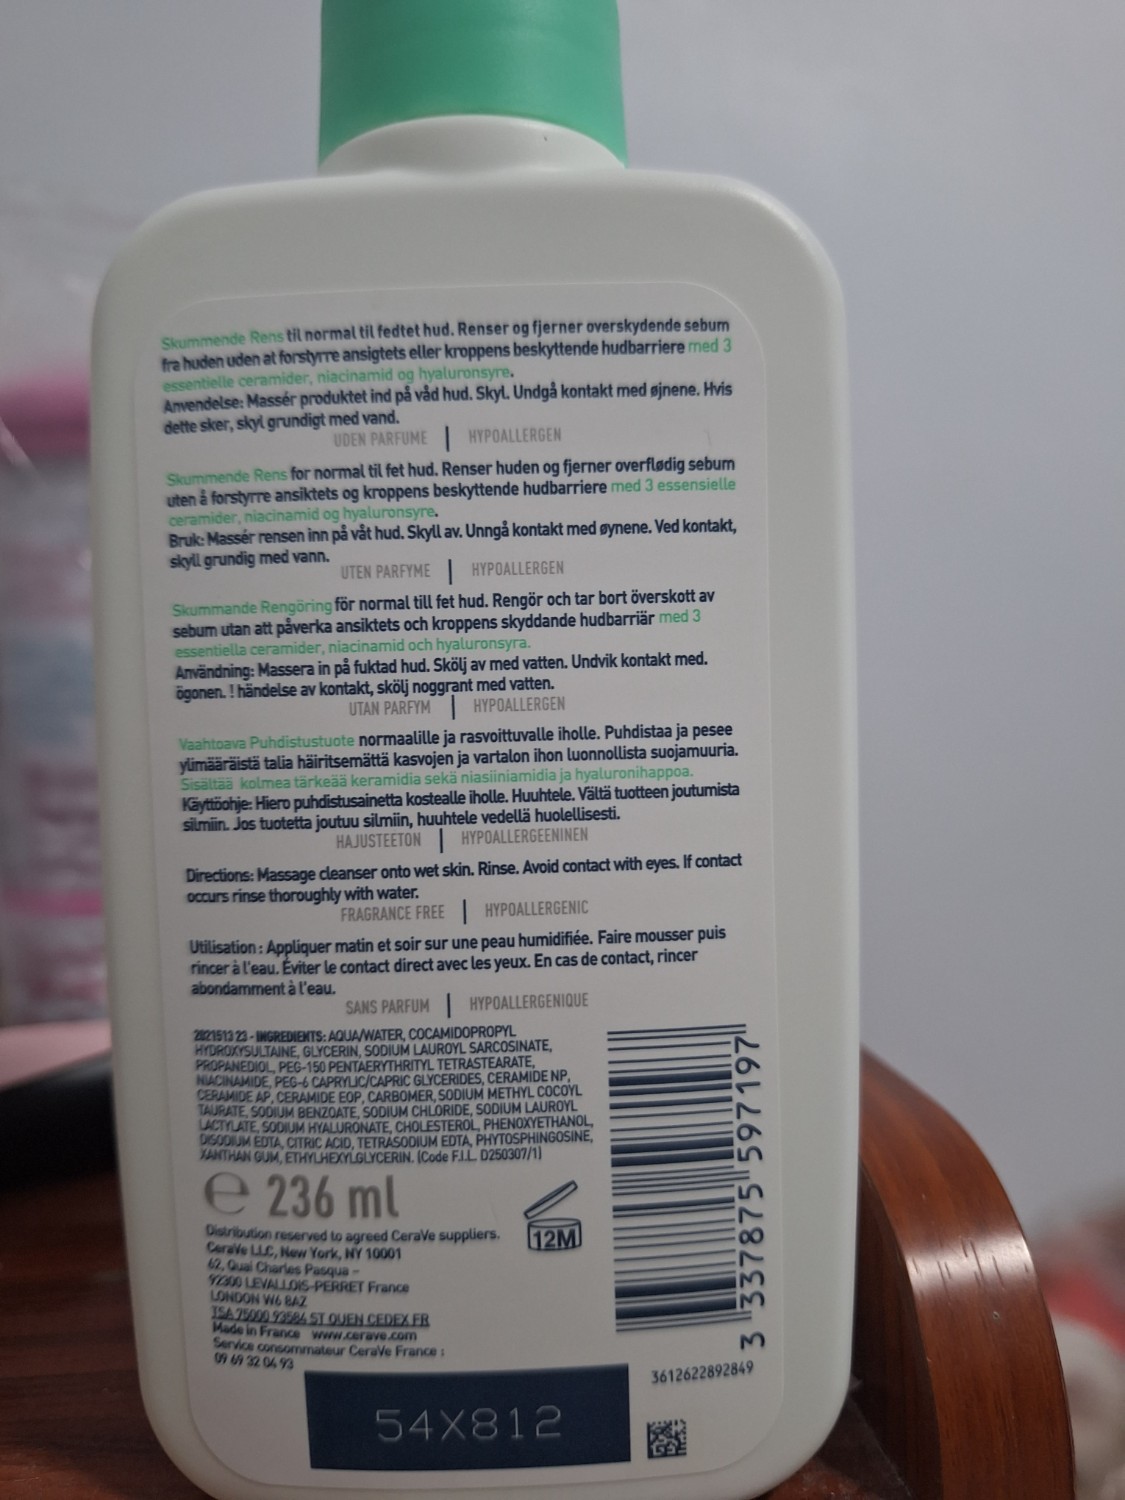 Skummende Rens til normal til fedtet hud. Renser og fjerner overskydende sebum
fra huden uden at forstyrre ansigtets eller kroppens beskyttende hudbarriere med 3
essentielle ceramider, niacinamid og hyaluronsyre.
Anvendelse: Massér produktet ind på våd hud. Skyl. Undgå kontakt med øjnene. Hvis
dette sker, skyl grundigt med vand.
UDEN PARFUME | HYPOALLERGEN
Skummende Rens for normal til fet hud. Renser huden og fjerner overflødig sebum
uten å forstyrre ansiktets og kroppens beskyttende hudbarriere med 3 essensielle
ceramider, niacinamid og hyaluronsyre.
Bruk: Massér rensen inn på våt hud. Skyll av. Unngå kontakt med øynene. Ved kontakt,
skyll grundig med vann.
UTEN PARFYME | HYPOALLERGEN
Skummande Rengöring för normal till fet hud. Rengör och tar bort överskott av
sebum utan att påverka ansiktets och kroppens skyddande hudbarriär med 3
essentiella ceramider, niacinamid och hyaluronsyra.
Användning: Massera in på fuktad hud. Skölj av med vatten. Undvik kontakt med.
ögonen. ! händelse av kontakt, skölj noggrant med vatten.
UTAN PARFYM | HYPOALLERGEN
Vaahtoava Puhdistustuote normaalille ja rasvoittuvalle iholle. Puhdistaa ja pesee
ylimääräistä talia häiritsemättä kasvojen ja vartalon ihon luonnollista suojamuuria.
Sisältää kolmea tärkeää keramidia sekä niasiiniamidia ja hyaluronihappoa.
Käyttöohje: Hiero puhdistusainetta kostealle iholle. Huuhtele. Vältä tuotteen joutumista
silmiin. Jos tuotetta joutuu silmiin, huuhtele vedellä huolellisesti.
HAJUSTEETON | HYPOALLERGEENINEN
Directions: Massage cleanser onto wet skin. Rinse. Avoid contact with eyes. If contact
occurs rinse thoroughly with water.
FRAGRANCE FREE | HYPOALLERGENIC
Utilisation : Appliquer matin et soir sur une peau humidifiée. Faire mousser puis
rincer à l'eau. Éviter le contact direct avec les yeux. En cas de contact, rincer
abondamment à l'eau.
SANS PARFUM | HYPOALLERGENIQUE
2821513 23 - INGREDIENTS: AQUA/WATER, COCAMIDOPROPYL
HYDROXYSULTAINE, GLYCERIN, SODIUM LAUROYL SARCOSINATE,
PROPANEDIOL, PEG-150 PENTAERYTHRITYL TETRASTEARATE,
NIACINAMIDE, PEG-6 CAPRYLIC/CAPRIC GLYCERIDES, CERAMIDE NP,
CERAMIDE AP, CERAMIDE EOP, CARBOMER, SODIUM METHYL COCOYL
TAURATE, SODIUM BENZOATE, SODIUM CHLORIDE, SODIUM LAUROYL
LACTYLATE, SODIUM HYALURONATE, CHOLESTEROL, PHENOXYETHANOL,
DISODIUM EDTA, CITRIC ACID, TETRASODIUM EDTA, PHYTOSPHINGOSINE,
XANTHAN GUM, ETHYLHEXYLGLYCERIN. (Code F.I.L. D250307/1)
℮ 236 ml
12M
Distribution reserved to agreed CeraVe suppliers.
CeraVe LLC, New York, NY 10001
62, Quai Charles Pasqua -
92300 LEVALLOIS-PERRET France
LONDON W6 8AZ
TSA 75000 93584 ST OUEN CEDEX FR
Made in France www.cerave.com
Service consommateur CeraVe France :
09 69 32 04 93
3 337875 597197
3612622892849
54X812